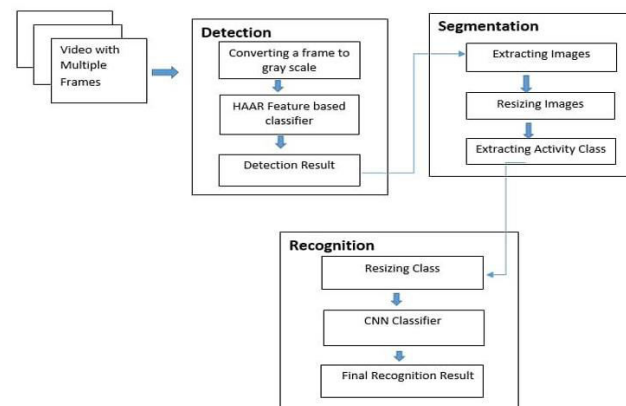 Video with
Multiple
Frames
Detection
Converting a frame to
gray scale
HAAR Feature based
classifier
Detection Result
Segmentation
Extracting Images
Resizing Images
Extracting Activity Class
Recognition
Resizing Class
CNN Classifier
Final Recognition Result